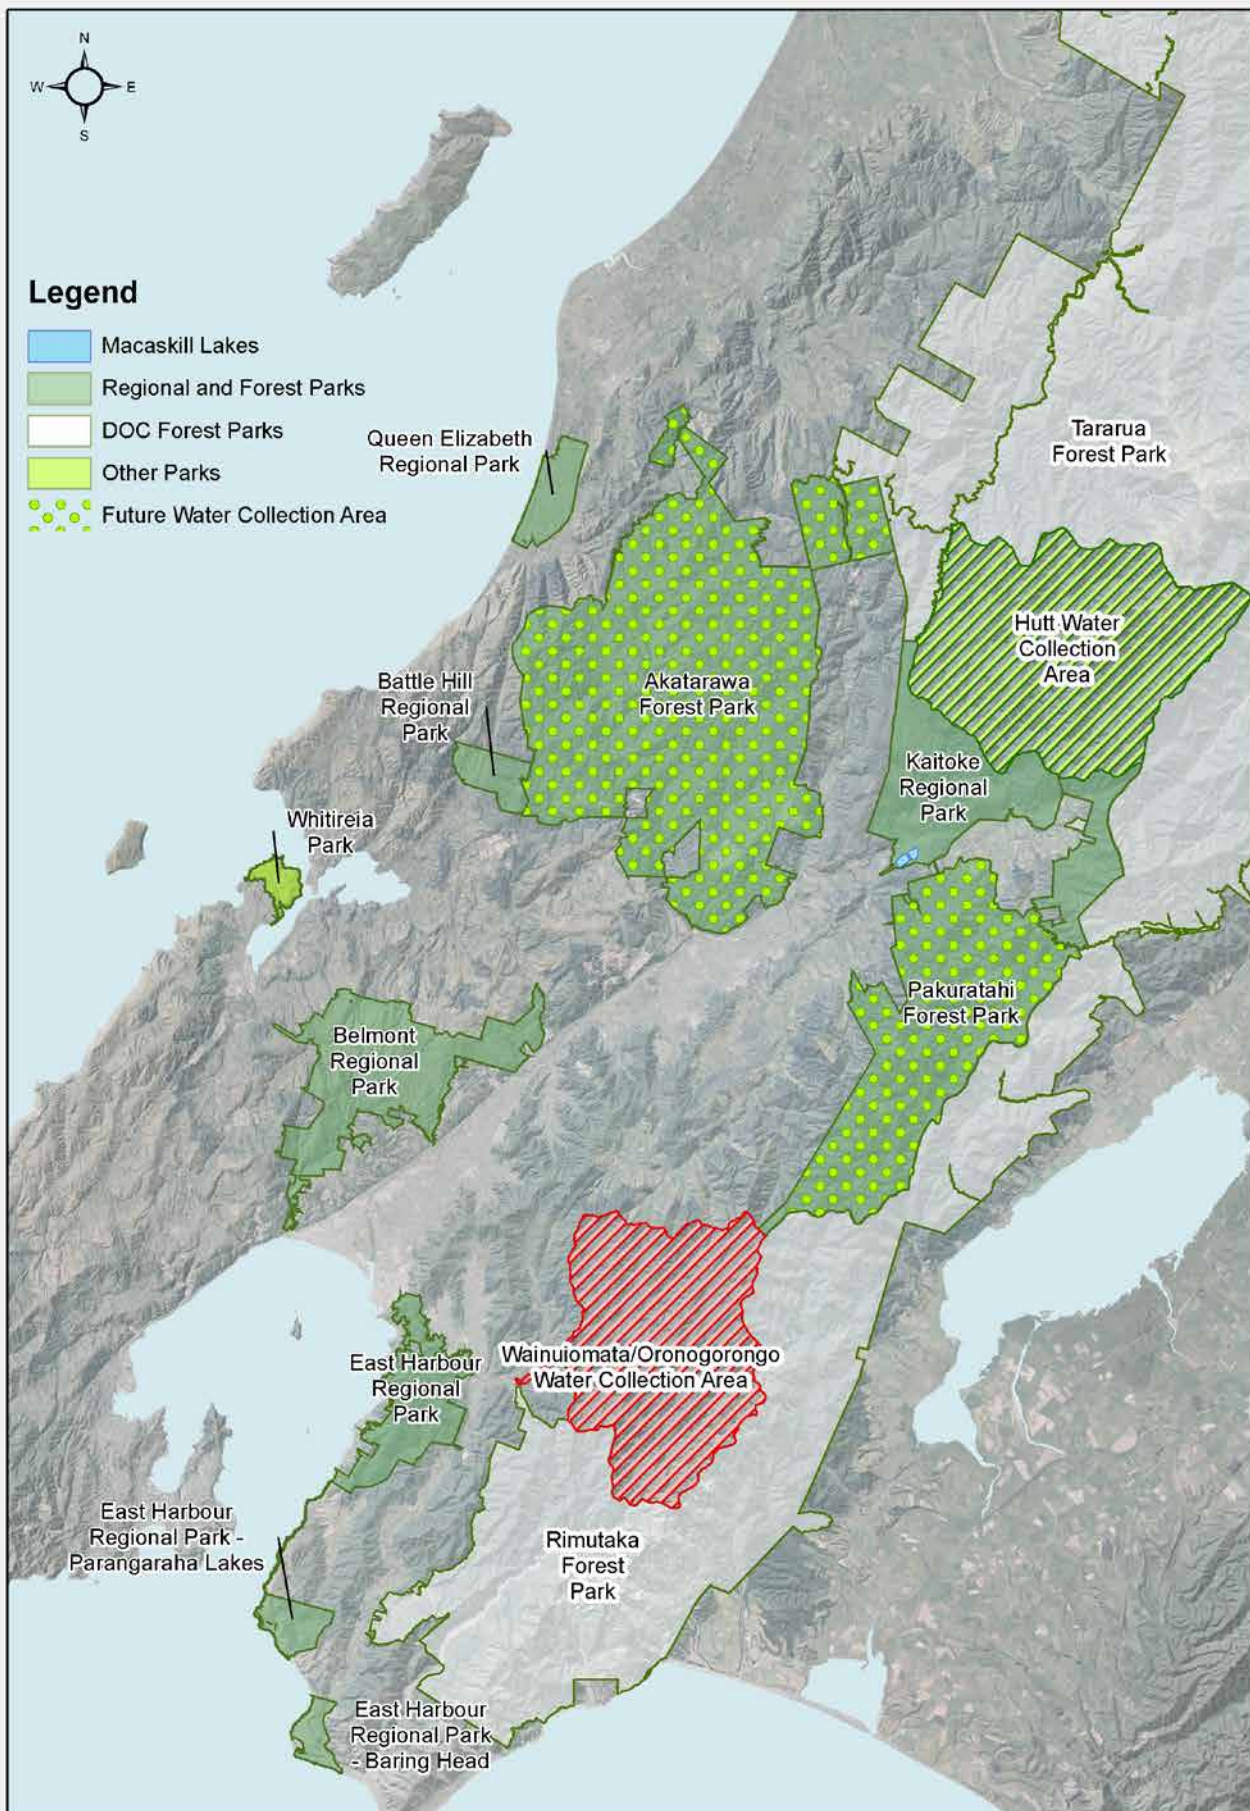 N
W
E
S
Legend
Macaskill Lakes
Regional and Forest Parks
DOC Forest Parks
Other Parks
Future Water Collection Area
Queen Elizabeth
Regional Park
Tararua
Forest Park
Hutt Water
Collection
Area
Akatarawa
Forest Park
Battle Hill
Regional
Park
Kaitoke
Regional
Park
Whitireia
Park
Pakuratahi
Forest Park
Belmont
Regional
Park
Wainuiomata/Oronogorongo
Water Collection Area
East Harbour
Regional
Park
East Harbour
Regional Park -
Parangaraha Lakes
Rimutaka
Forest
Park
East Harbour
Regional Park
- Baring Head